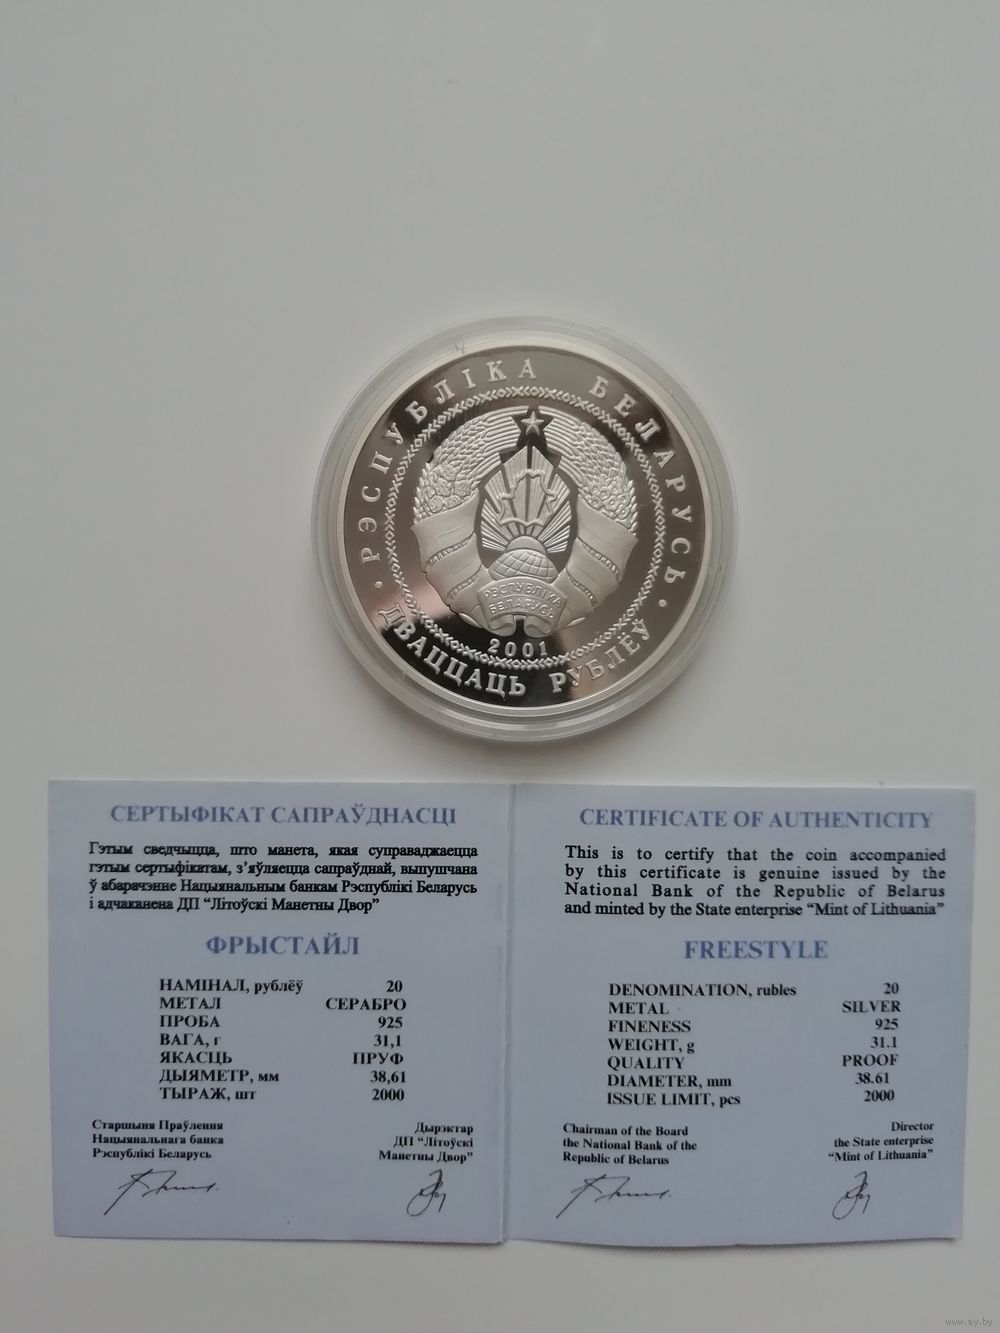 · РЭСПУБЛІКА БЕЛАРУСЬ ·
РЭСПУБЛІКА
БЕЛАРУСЬ
2001
ДВАЦЦАЦЬ РУБЛЁЎ
СЕРТЫФІКАТ САПРАЎДНАСЦІ
Гэтым сведчыцца, што манета, якая суправаджаецца
гэтым сертыфікатам, з’яўляецца сапраўднай, выпушчана
ў абарачэнне Нацыянальным банкам Рэспублікі Беларусь
і адчаканена ДП “Літоўскі Манетны Двор”
ФРЫСТАЙЛ
НАМІНАЛ, рублёў 20
МЕТАЛ СЕРАБРО
ПРОБА 925
ВАГА, г 31,1
ЯКАСЦЬ ПРУФ
ДЫЯМЕТР, мм 38,61
ТЫРАЖ, шт 2000
Старшыня Праўлення
Нацыянальнага банка
Рэспублікі Беларусь
Дырэктар
ДП “Літоўскі
Манетны Двор”
CERTIFICATE OF AUTHENTICITY
This is to certify that the coin accompanied
by this certificate is genuine issued by the
National Bank of the Republic of Belarus
and minted by the State enterprise “Mint of Lithuania”
FREESTYLE
DENOMINATION, rubles 20
METAL SILVER
FINENESS 925
WEIGHT, g 31.1
QUALITY PROOF
DIAMETER, mm 38.61
ISSUE LIMIT, pcs 2000
Chairman of the Board
the National Bank of the
Republic of Belarus
Director
the State enterprise
“Mint of Lithuania”
www.ay.by